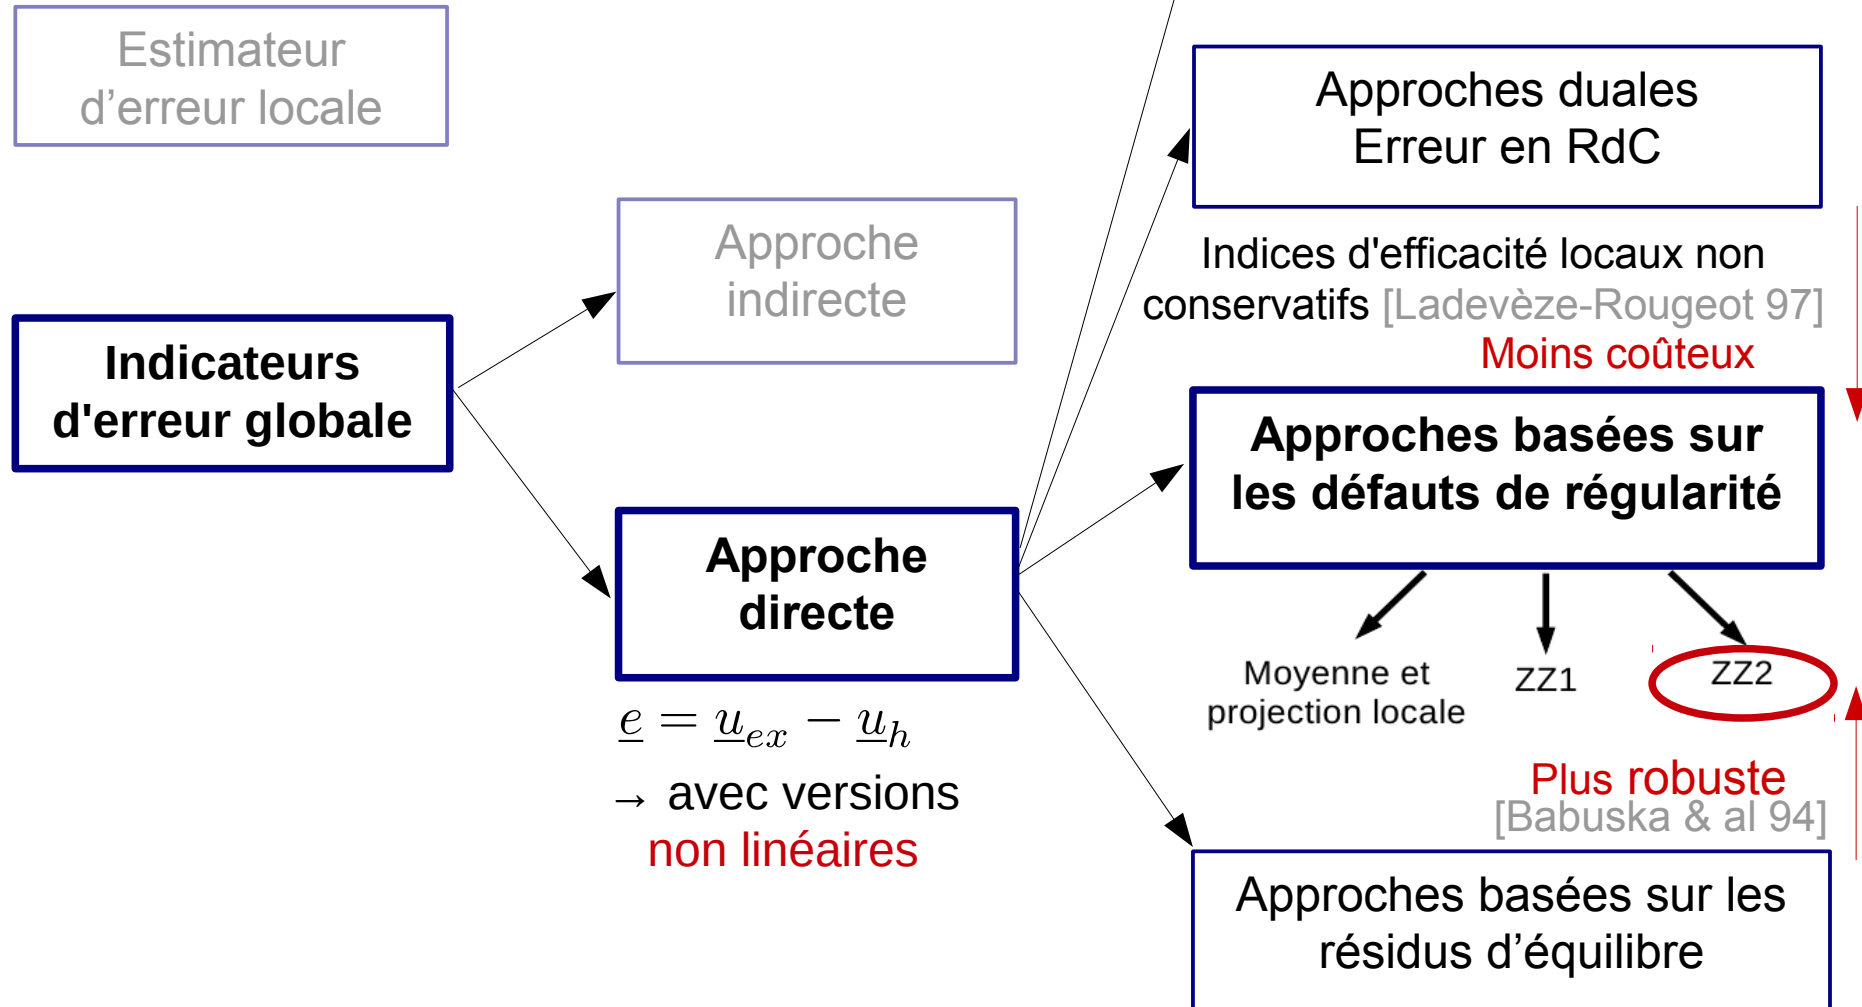 Estimateur
d’erreur locale
Indicateurs
d'erreur globale
Approche
indirecte
Approche
directe
e = u_ex − u_h
→ avec versions
non linéaires
Approches duales
Erreur en RdC
Indices d'efficacité locaux non
conservatifs [Ladevèze-Rougeot 97]
Moins coûteux
Approches basées sur
les défauts de régularité
Moyenne et
projection locale
ZZ1
ZZ2
Plus robuste
[Babuska & al 94]
Approches basées sur les
résidus d’équilibre